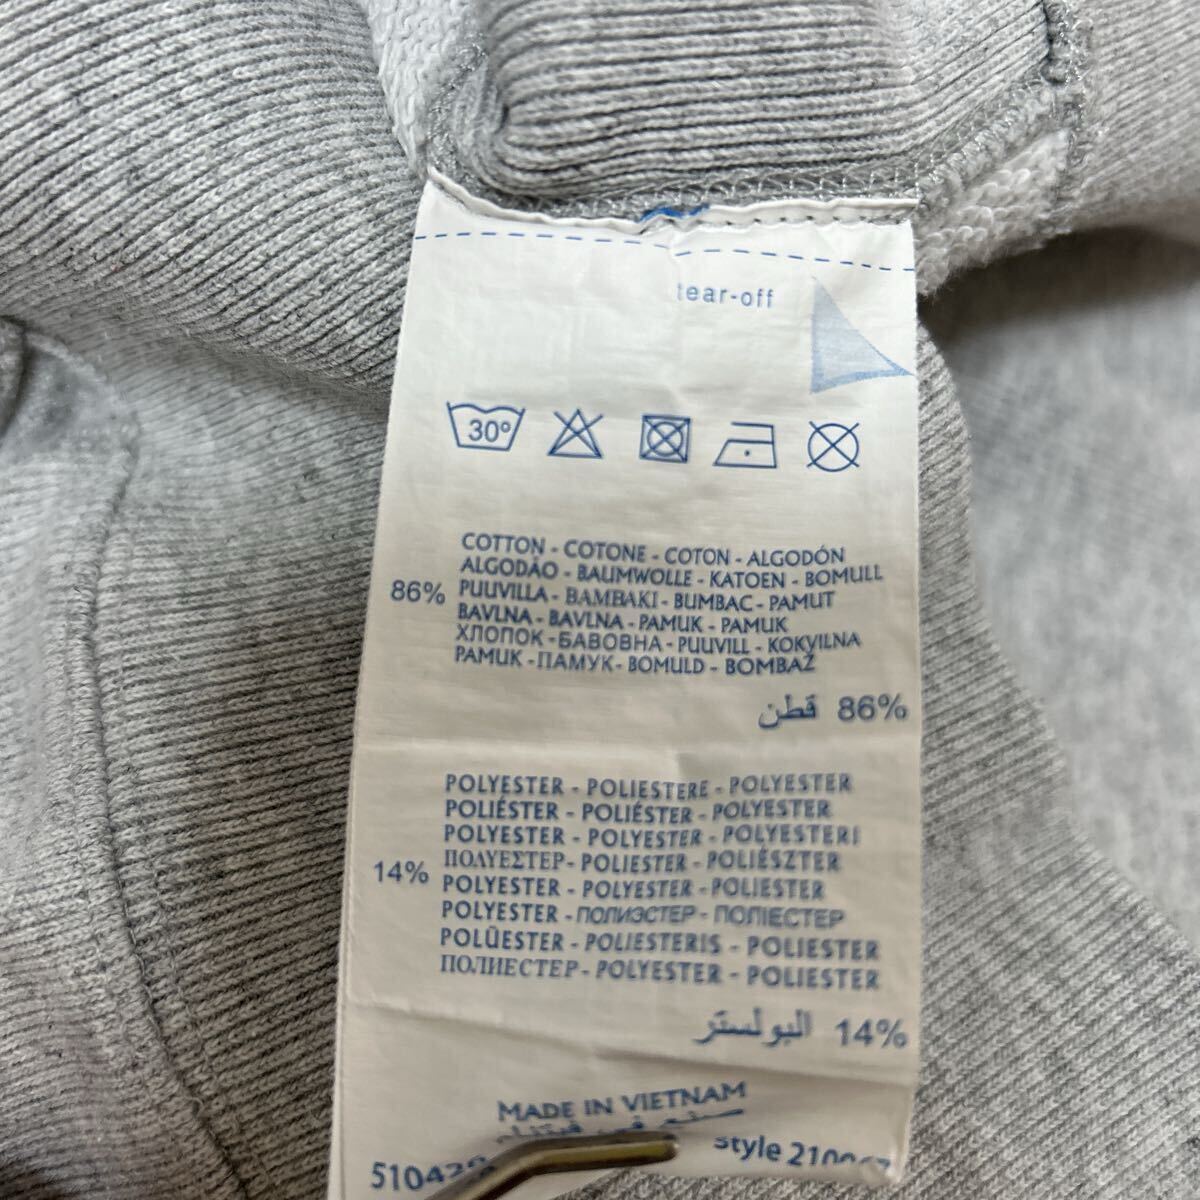 tear-off
30°
COTTON - COTONE - COTON - ALGODÓN
ALGODÃO - BAUMWOLLE - KATOEN - BOMULL
86% PUUVILLA - BAMBAKI - BUMBAC - PAMUT
BAVLNA - BAVLNA - PAMUK - PAMUK
ХЛОПОК - БАВОВНА - PUUVILL - KOKVILNA
PAMUK - ПАМУК - BOMULD - BOMBAŽ
86% قطن
POLYESTER - POLIESTERE - POLYESTER
POLIÉSTER - POLIÉSTER - POLYESTER
POLYESTER - POLYESTER - POLYESTERI
14% ΠΟΛΥΕΣΤΕΡ - POLIESTER - POLIÉSZTER
POLYESTER - POLYESTER - POLIESTER
POLYESTER - ПОЛИЭСТЕР - ПОЛІЕСТЕР
POLÜESTER - POLIESTERIS - POLIESTER
ПОЛИЕСТЕР - POLYESTER - POLYESTER
14% البولستر
MADE IN VIETNAM
style